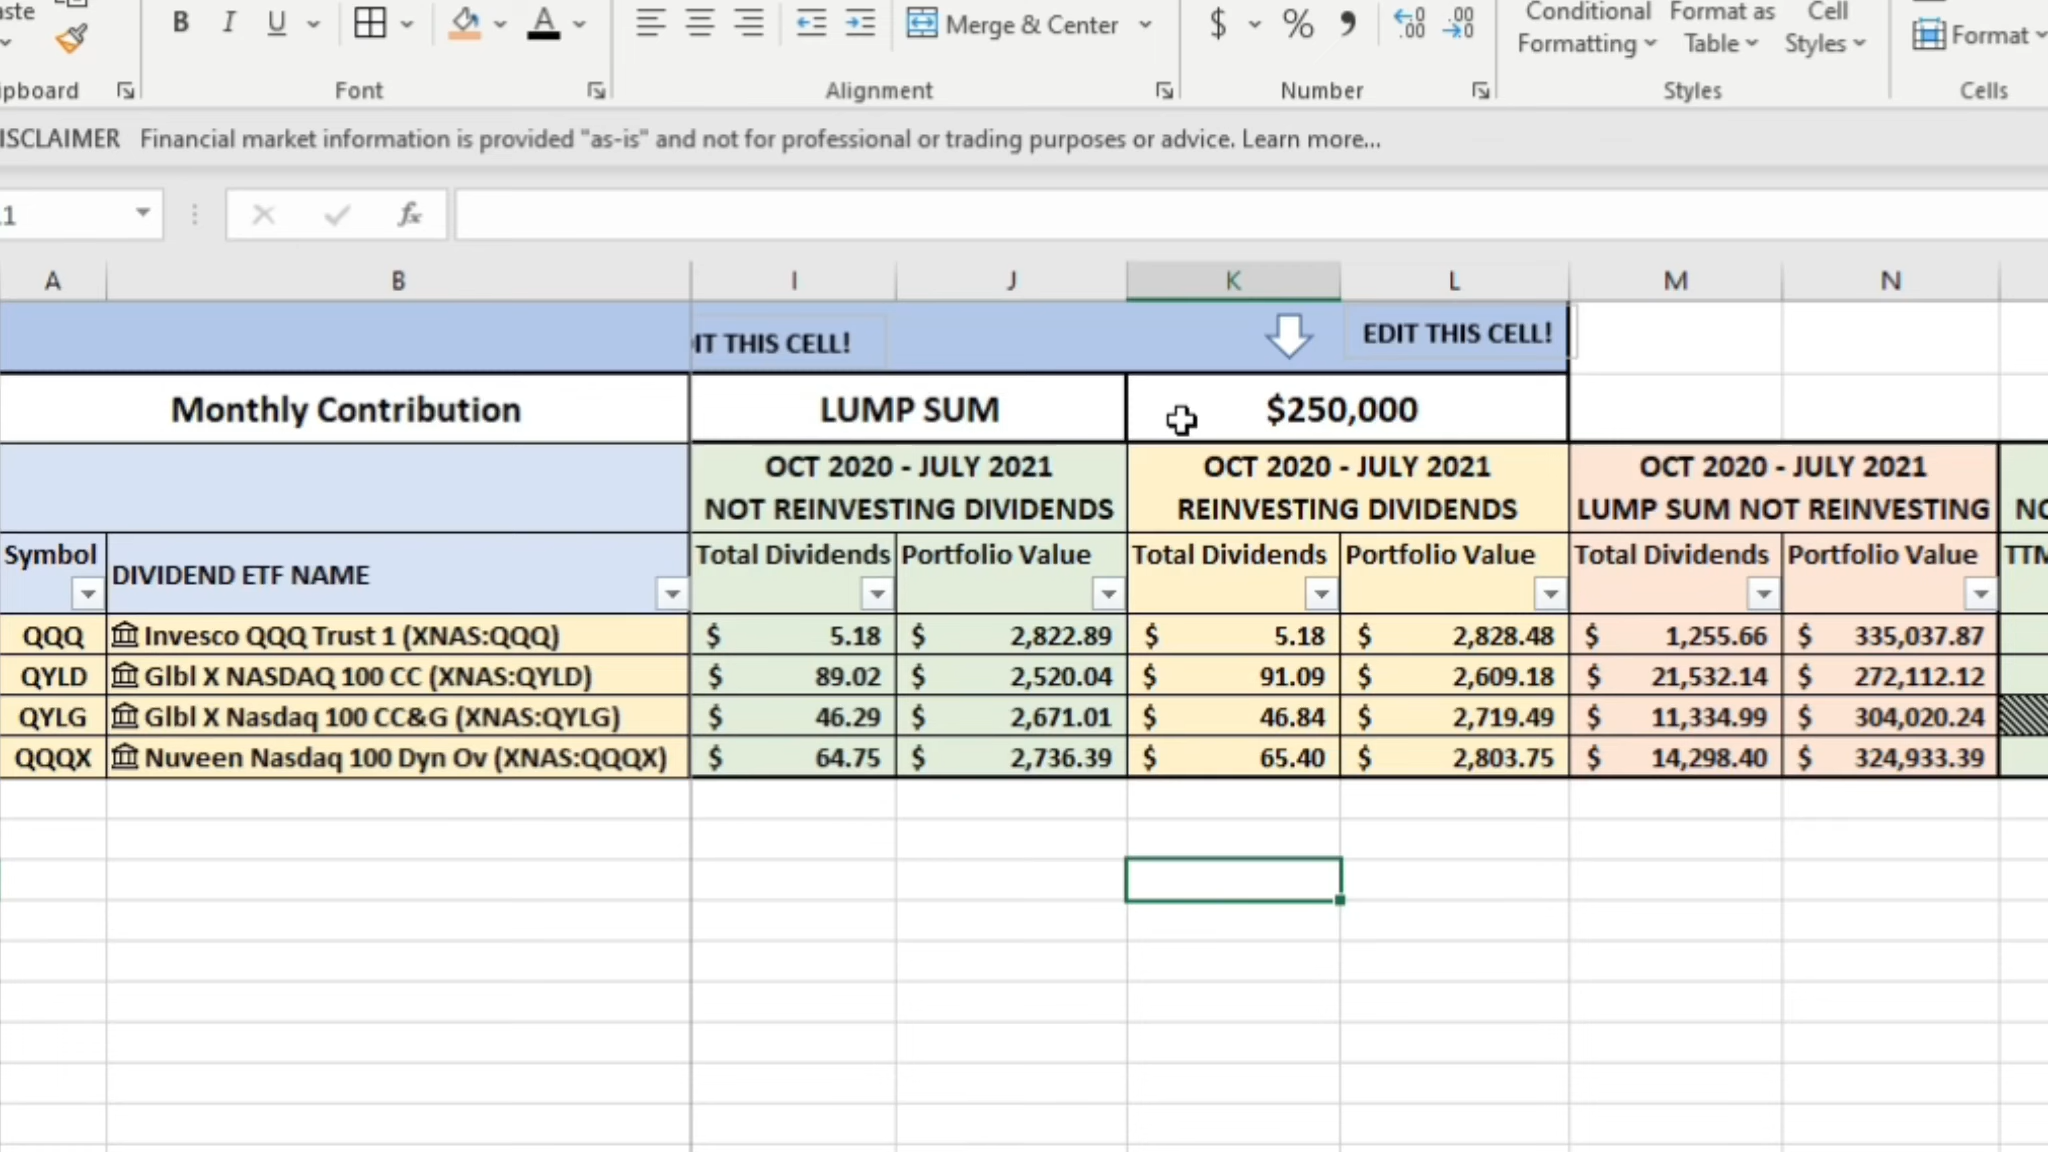 Conditional Format as Cell
B I U A Merge & Center $ % , .00 .00 Formatting Table Styles Format
Font Alignment Number Styles Cells
Financial market information is provided "as-is" and not for professional or trading purposes or advice. Learn more...
fx
A B I J K L M N
THIS CELL! EDIT THIS CELL!
Monthly Contribution LUMP SUM $250,000
OCT 2020 - JULY 2021 OCT 2020 - JULY 2021 OCT 2020 - JULY 2021
NOT REINVESTING DIVIDENDS REINVESTING DIVIDENDS LUMP SUM NOT REINVESTING
Symbol DIVIDEND ETF NAME Total Dividends Portfolio Value Total Dividends Portfolio Value Total Dividends Portfolio Value
QQQ Invesco QQQ Trust 1 (XNAS:QQQ) $ 5.18 $ 2,822.89 $ 5.18 $ 2,828.48 $ 1,255.66 $ 335,037.87
QYLD Glbl X NASDAQ 100 CC (XNAS:QYLD) $ 89.02 $ 2,520.04 $ 91.09 $ 2,609.18 $ 21,532.14 $ 272,112.12
QYLG Glbl X Nasdaq 100 CC&G (XNAS:QYLG) $ 46.29 $ 2,671.01 $ 46.84 $ 2,719.49 $ 11,334.99 $ 304,020.24
QQQX Nuveen Nasdaq 100 Dyn Ov (XNAS:QQQX) $ 64.75 $ 2,736.39 $ 65.40 $ 2,803.75 $ 14,298.40 $ 324,933.39